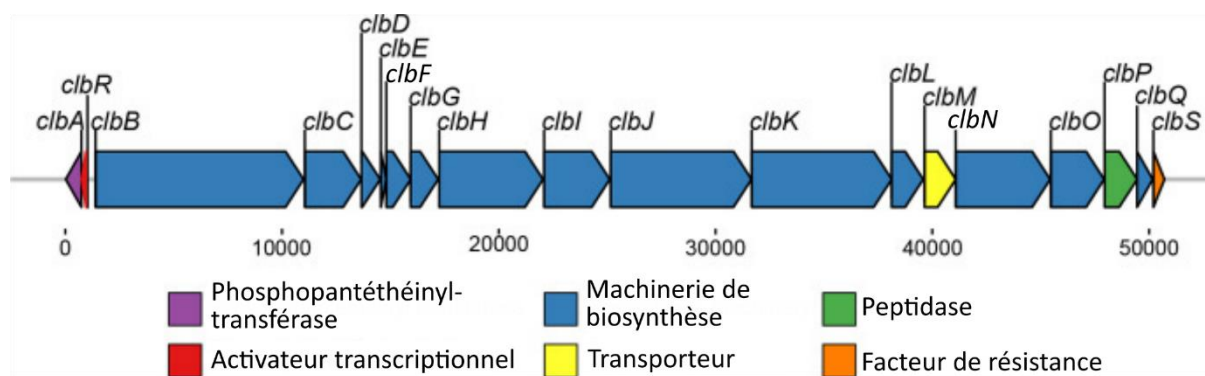 clbD
clbE
clbR clbF clbL clbP
clbG clbM clbQ
clbA clbB clbC clbH clbI clbJ clbK clbN clbO clbS
0 10000 20000 30000 40000 50000
Phosphopantéthéinyl-
transférase
Machinerie de
biosynthèse
Peptidase
Activateur transcriptionnel
Transporteur
Facteur de résistance